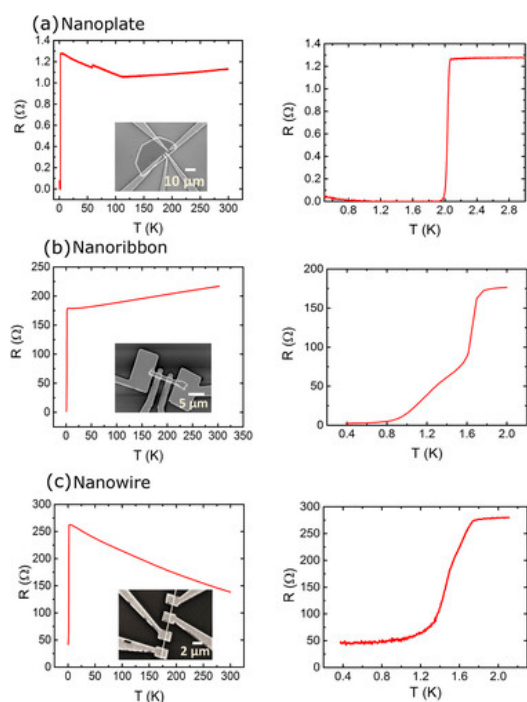 (a) Nanoplate
1.4
1.2
1.0
0.8
0.6
0.4
0.2
0.0
R (Ω)
10 μm
0 50 100 150 200 250 300
T (K)
1.4
1.2
1.0
0.8
0.6
0.4
0.2
0.0
R (Ω)
0.8 1.2 1.6 2.0 2.4 2.8
T (K)
(b) Nanoribbon
250
200
150
100
50
0
R (Ω)
5 μm
0 50 100 150 200 250 300 350
T (K)
200
150
100
50
0
R (Ω)
0.4 0.8 1.2 1.6 2.0
T (K)
(c) Nanowire
300
250
200
150
100
50
0
R (Ω)
2 μm
0 50 100 150 200 250 300
T (K)
300
250
200
150
100
50
0
R (Ω)
0.4 0.8 1.2 1.6 2.0
T (K)